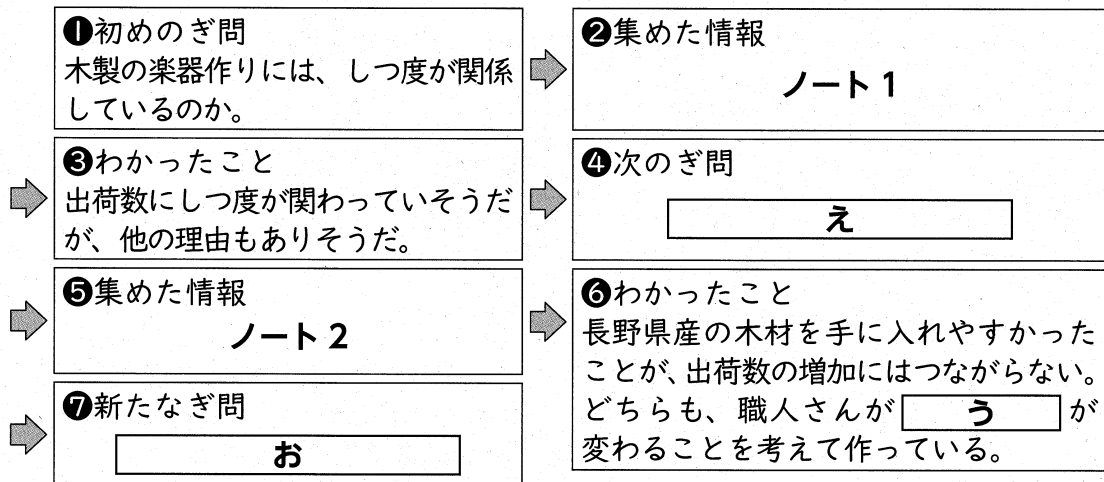 ❶初めのぎ問
木製の楽器作りには、しつ度が関係
しているのか。
❷集めた情報
ノート1
❸わかったこと
出荷数にしつ度が関わっていそうだ
が、他の理由もありそうだ。
❹次のぎ問
え
❺集めた情報
ノート2
❻わかったこと
長野県産の木材を手に入れやすかった
ことが、出荷数の増加にはつながらない。
どちらも、職人さんが う が
変わることを考えて作っている。
❼新たなぎ問
お